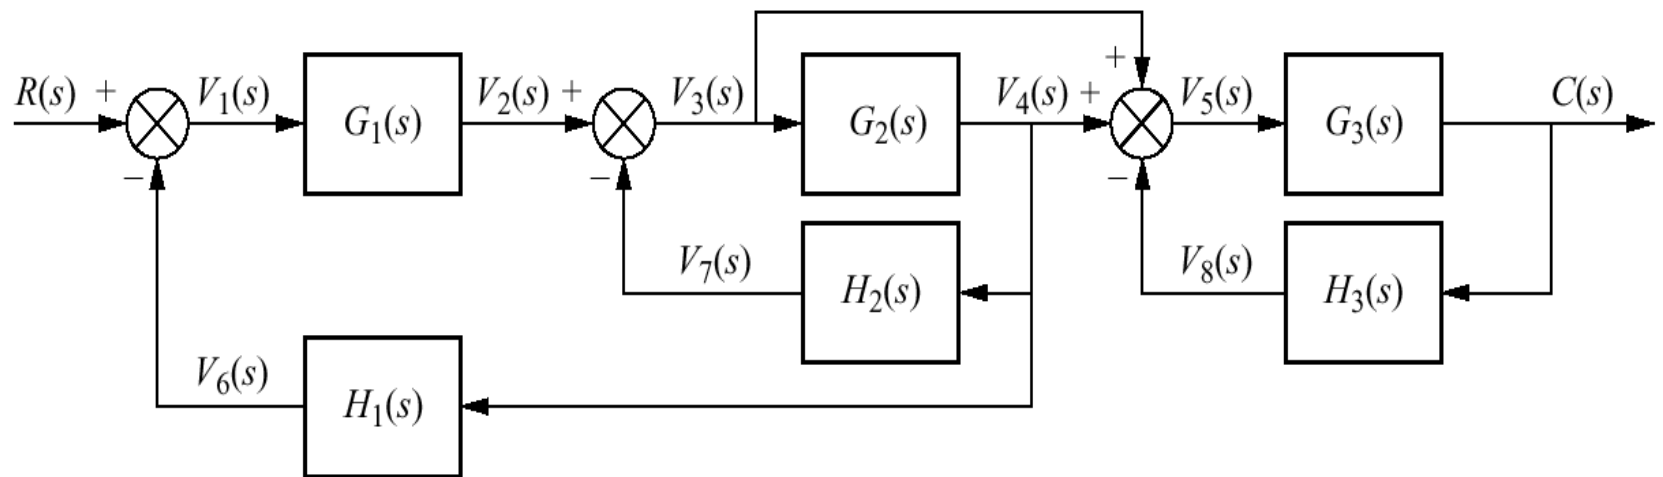 R(s) + V₁(s) G₁(s) V₂(s) + V₃(s) G₂(s) V₄(s) + + V₅(s) G₃(s) C(s)
− − −
V₇(s) H₂(s) V₈(s) H₃(s)
V₆(s) H₁(s)